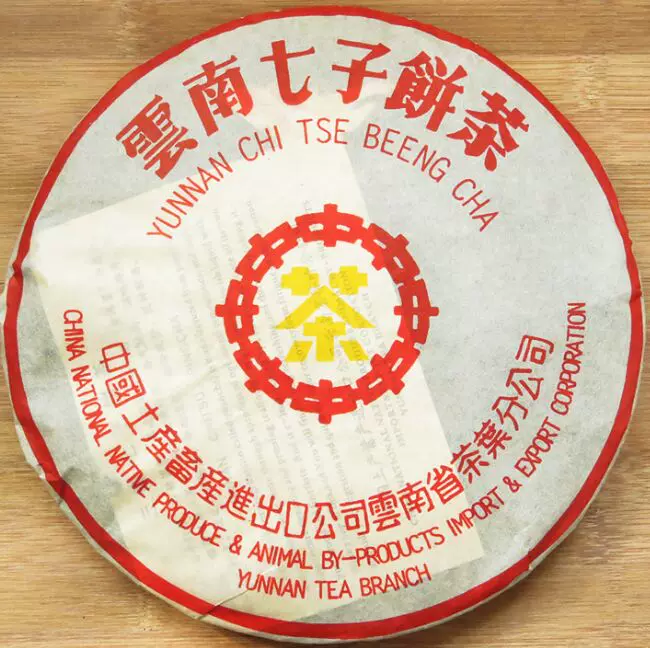 雲南七子餅茶
YUNNAN CHI TSE BEENG CHA
茶
中國土產畜產進出口公司雲南省茶葉分公司
CHINA NATIONAL NATIVE PRODUCE & ANIMAL BY-PRODUCTS IMPORT & EXPORT CORPORATION
YUNNAN TEA BRANCH